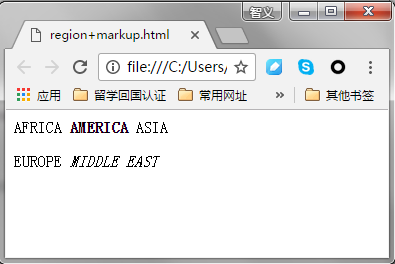 智义
region+markup.html
file:///C:/Users/
应用 留学回国认证 常用网址 » 其他书签
AFRICA AMERICA ASIA
EUROPE MIDDLE EAST